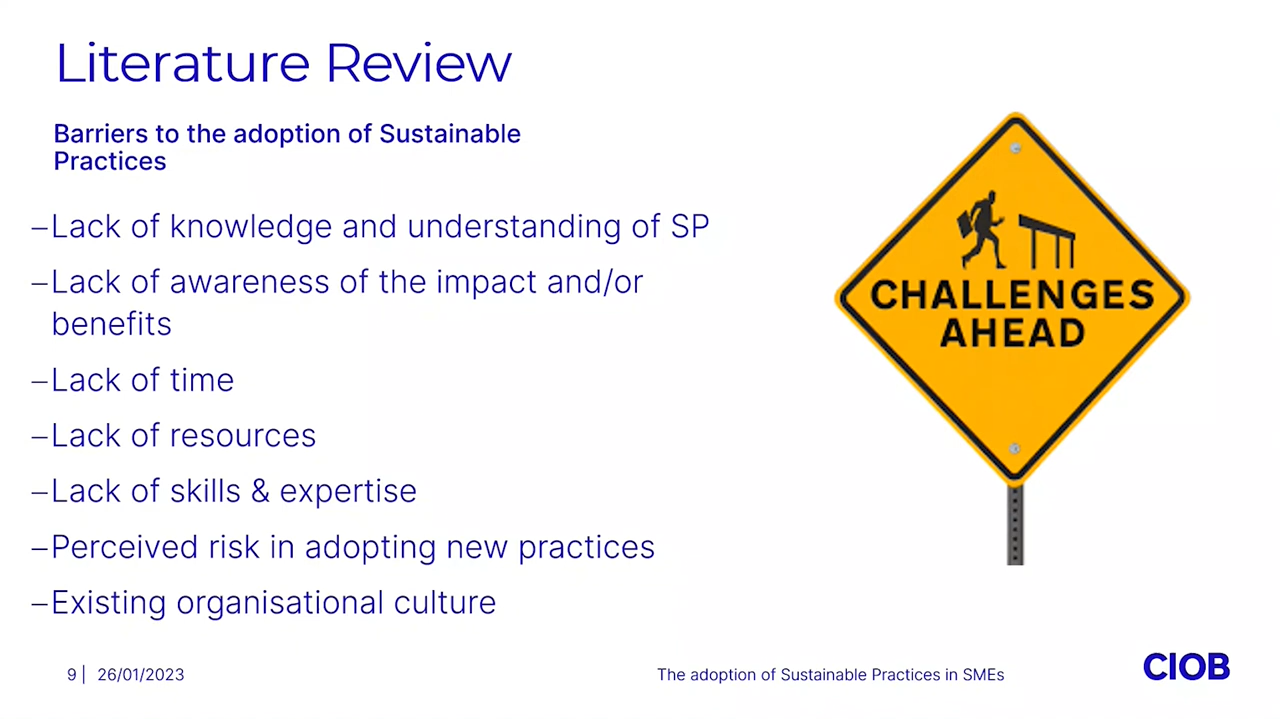 Literature Review
Barriers to the adoption of Sustainable
Practices
–Lack of knowledge and understanding of SP
–Lack of awareness of the impact and/or
benefits
–Lack of time
–Lack of resources
–Lack of skills & expertise
–Perceived risk in adopting new practices
–Existing organisational culture
CHALLENGES
AHEAD
9 | 26/01/2023
The adoption of Sustainable Practices in SMEs
CIOB